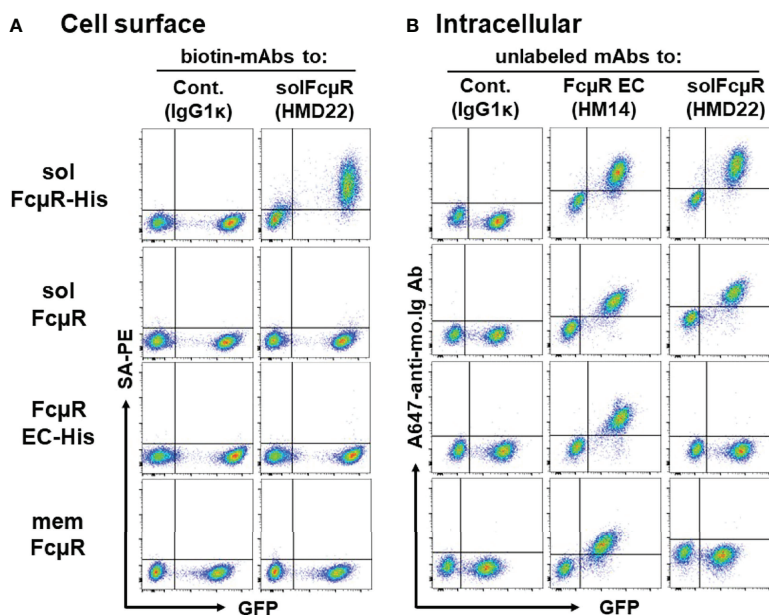 A Cell surface
biotin-mAbs to:
Cont.
(IgG1κ)
solFcµR
(HMD22)
B Intracellular
unlabeled mAbs to:
Cont.
(IgG1κ)
FcµR EC
(HM14)
solFcµR
(HMD22)
sol
FcµR-His
sol
FcµR
FcµR
EC-His
mem
FcµR
SA-PE
GFP
A647-anti-mo.Ig Ab
GFP